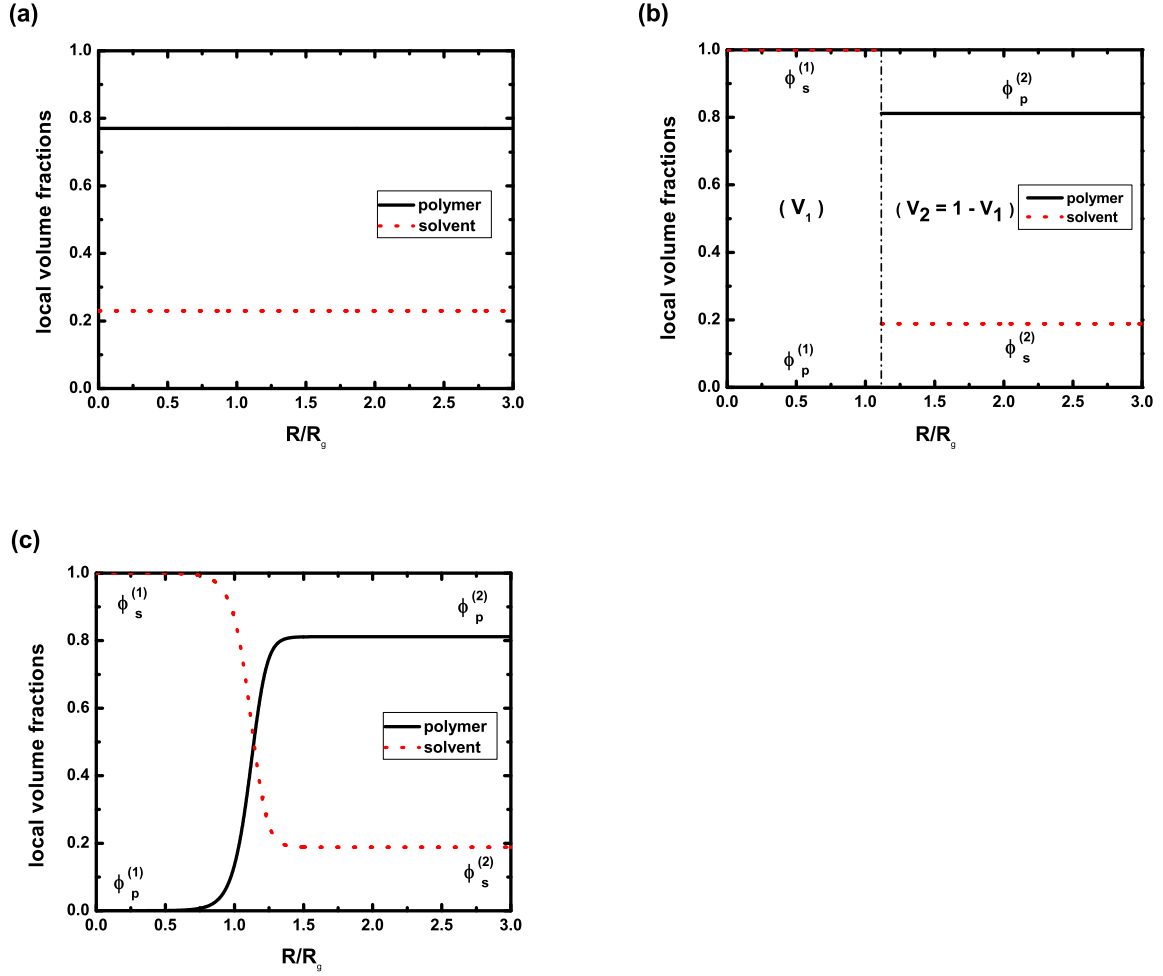 (a)
1.0
0.8
0.6
0.4
0.2
0.0
local volume fractions
polymer
solvent
0.0 0.5 1.0 1.5 2.0 2.5 3.0
R/Rg
(b)
1.0
0.8
0.6
0.4
0.2
0.0
local volume fractions
ϕs(1)
ϕp(2)
( V1 )
( V2 = 1 - V1 )
polymer
solvent
ϕp(1)
ϕs(2)
0.0 0.5 1.0 1.5 2.0 2.5 3.0
R/Rg
(c)
1.0
0.8
0.6
0.4
0.2
0.0
local volume fractions
ϕs(1)
ϕp(2)
polymer
solvent
ϕp(1)
ϕs(2)
0.0 0.5 1.0 1.5 2.0 2.5 3.0
R/Rg